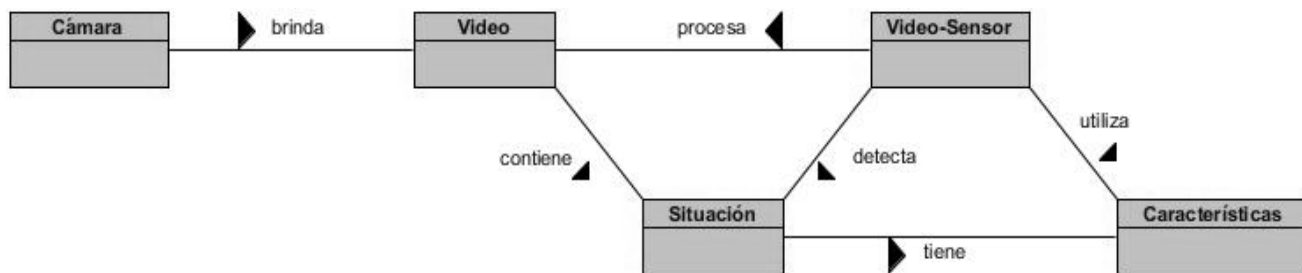 Cámara
brinda
Video
procesa
Video-Sensor
contiene
detecta
utiliza
Situación
tiene
Características